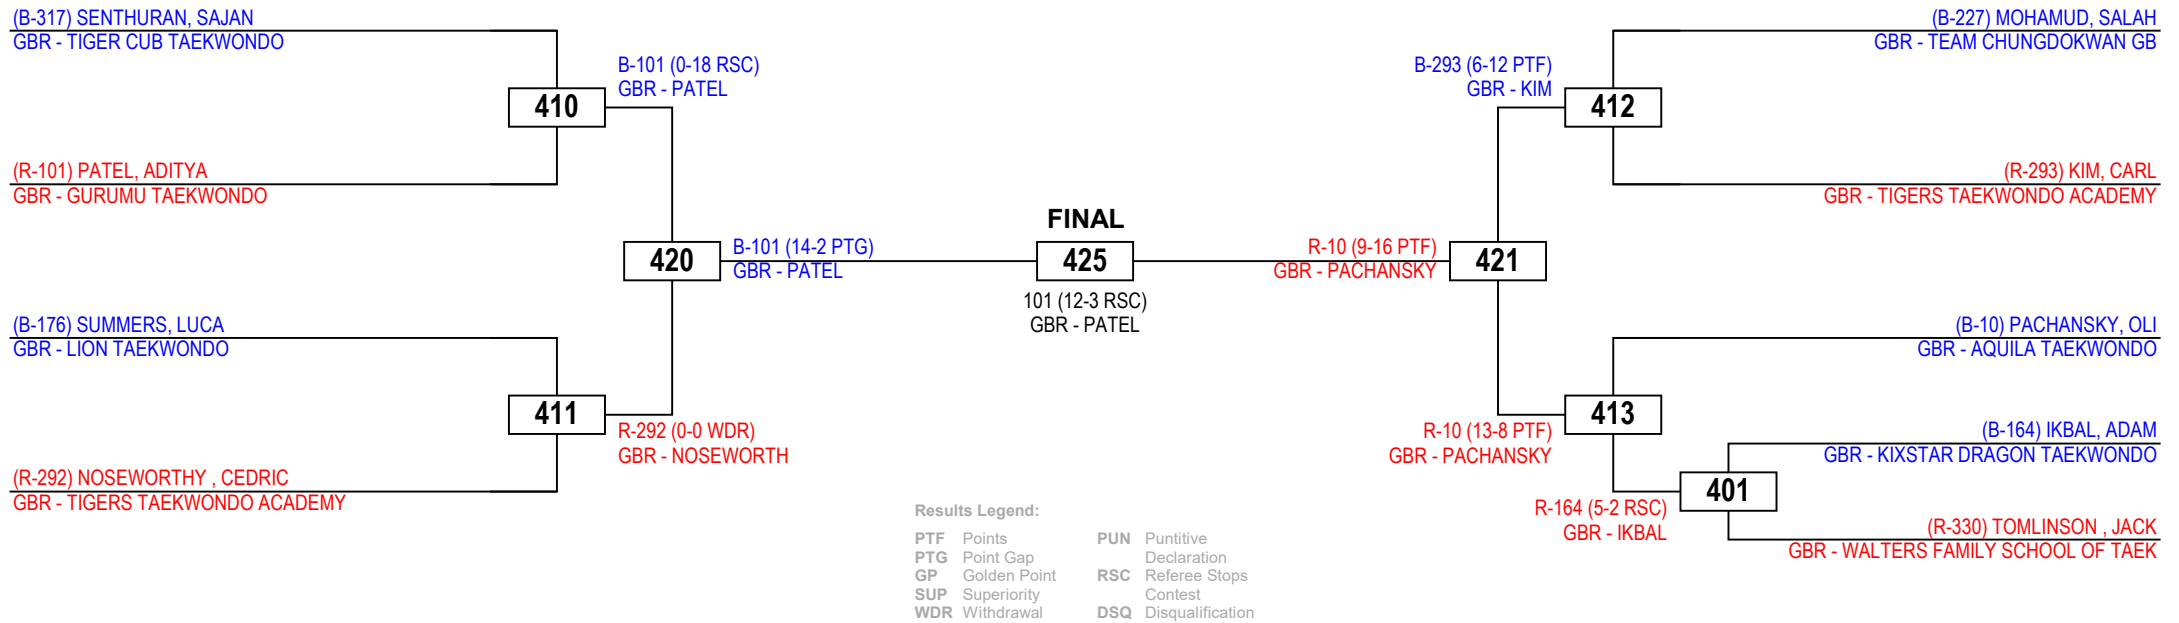 (B-317) SENTHURAN, SAJAN
GBR - TIGER CUB TAEKWONDO
B-101 (0-18 RSC)
GBR - PATEL
410
(R-101) PATEL, ADITYA
GBR - GURUMU TAEKWONDO
420
B-101 (14-2 PTG)
GBR - PATEL
(B-176) SUMMERS, LUCA
GBR - LION TAEKWONDO
411
R-292 (0-0 WDR)
GBR - NOSEWORTH
(R-292) NOSEWORTHY , CEDRIC
GBR - TIGERS TAEKWONDO ACADEMY
FINAL
425
101 (12-3 RSC)
GBR - PATEL
(B-227) MOHAMUD, SALAH
GBR - TEAM CHUNGDOKWAN GB
B-293 (6-12 PTF)
GBR - KIM
412
(R-293) KIM, CARL
GBR - TIGERS TAEKWONDO ACADEMY
R-10 (9-16 PTF)
GBR - PACHANSKY
421
(B-10) PACHANSKY, OLI
GBR - AQUILA TAEKWONDO
413
R-10 (13-8 PTF)
GBR - PACHANSKY
(B-164) IKBAL, ADAM
GBR - KIXSTAR DRAGON TAEKWONDO
401
R-164 (5-2 RSC)
GBR - IKBAL
(R-330) TOMLINSON , JACK
GBR - WALTERS FAMILY SCHOOL OF TAEK
Results Legend:
PTF Points
PTG Point Gap
GP Golden Point
SUP Superiority
WDR Withdrawal
PUN Puntitive
Declaration
RSC Referee Stops
Contest
DSQ Disqualification